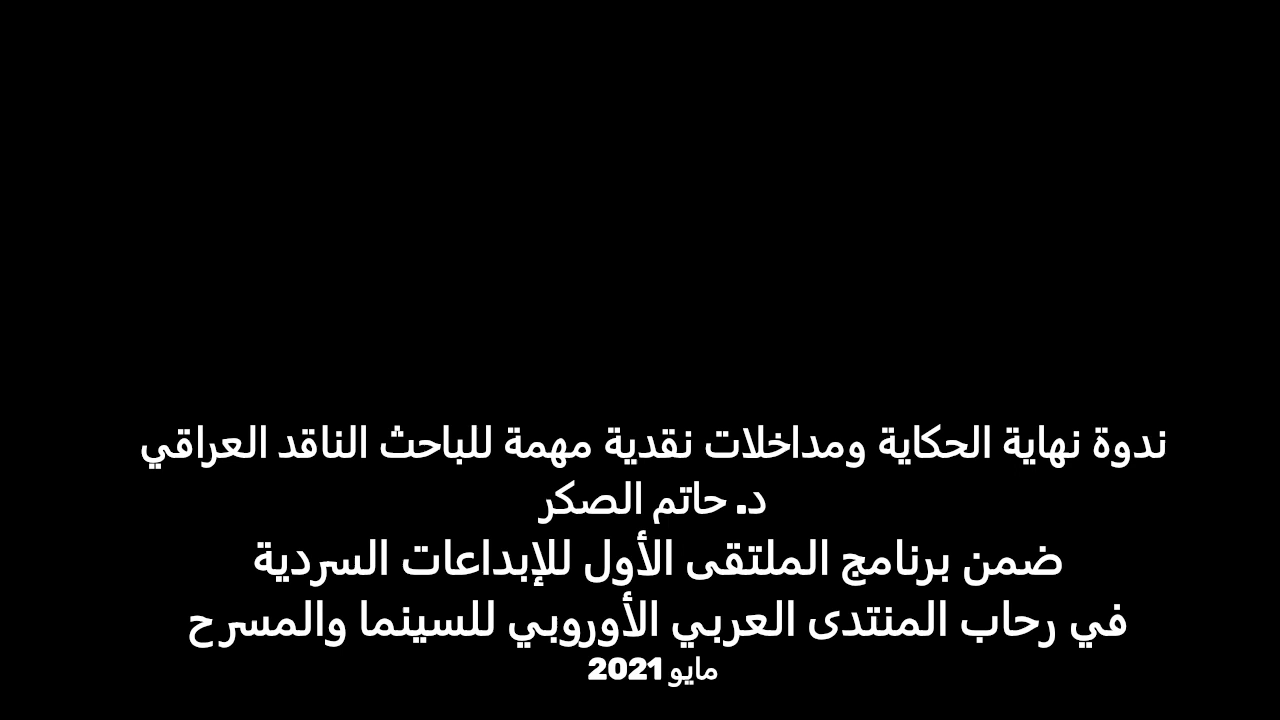 ندوة نهاية الحكاية ومداخلات نقدية مهمة للباحث الناقد العراقي
د. حاتم الصكر
ضمن برنامج الملتقى الأول للإبداعات السردية
في رحاب المنتدى العربي الأوروبي للسينما والمسرح
مايو 2021